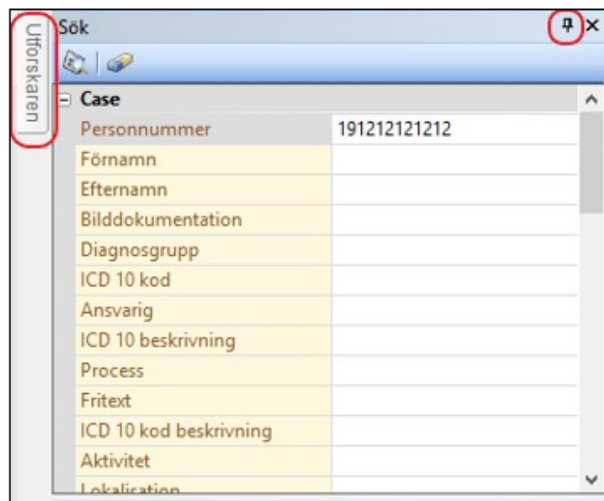 Utforskaren
Sök
Case
Personnummer 191212121212
Förnamn
Efternamn
Bilddokumentation
Diagnosgrupp
ICD 10 kod
Ansvarig
ICD 10 beskrivning
Process
Fritext
ICD 10 kod beskrivning
Aktivitet
Lokalisation